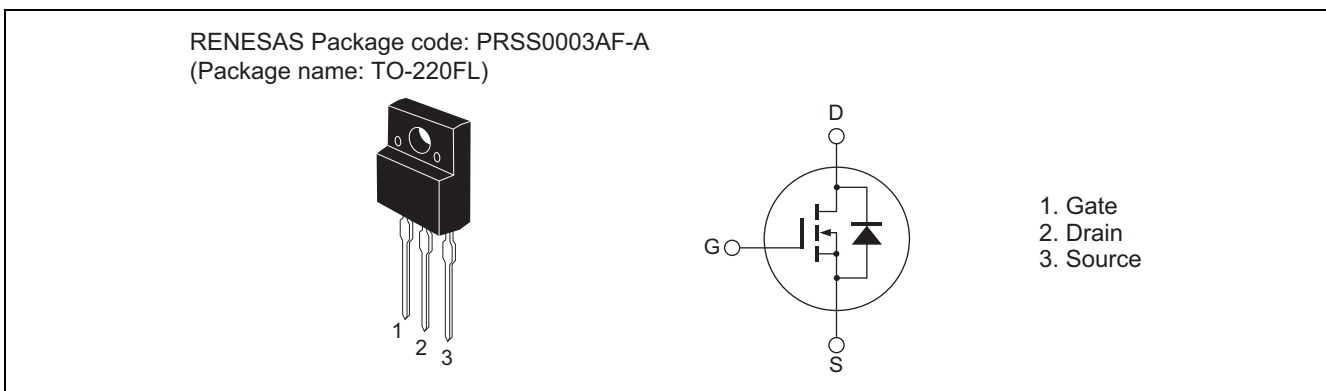 RENESAS Package code: PRSS0003AF-A
(Package name: TO-220FL)
1
2
3
D
G
S
1. Gate
2. Drain
3. Source